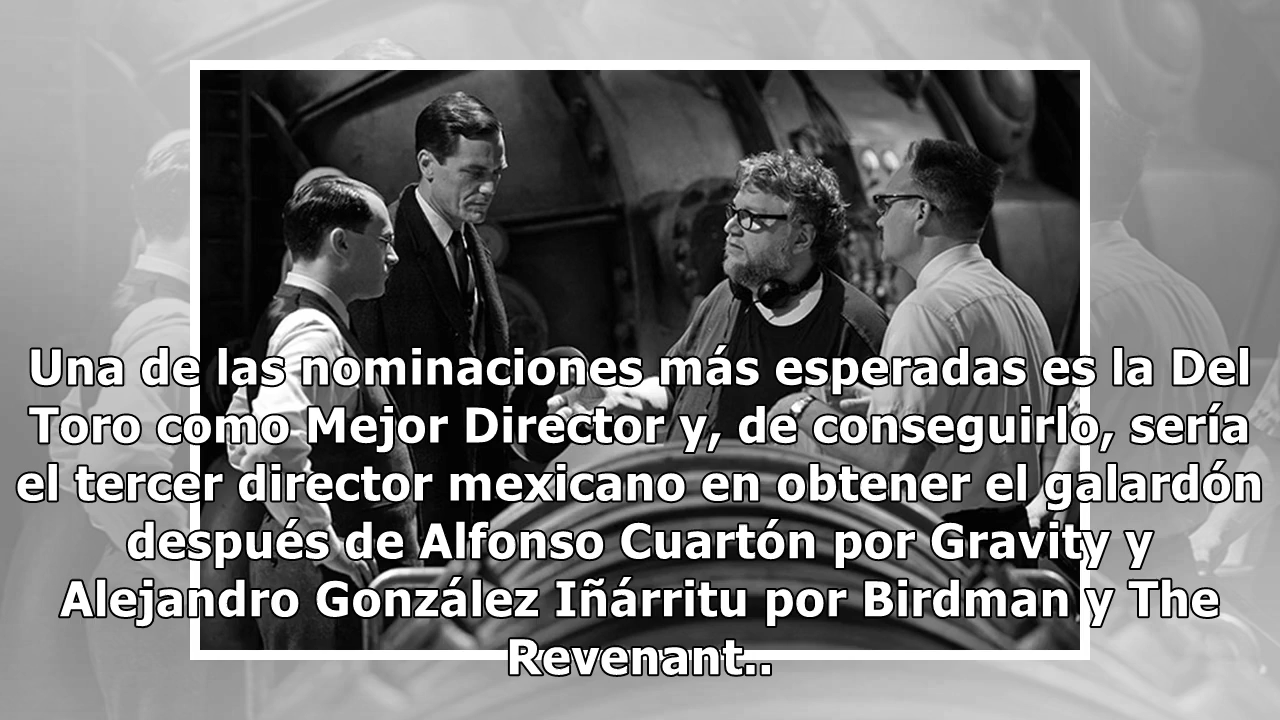 Una de las nominaciones más esperadas es la Del
Toro como Mejor Director y, de conseguirlo, sería
el tercer director mexicano en obtener el galardón
después de Alfonso Cuartón por Gravity y
Alejandro González Iñárritu por Birdman y The
Revenant..